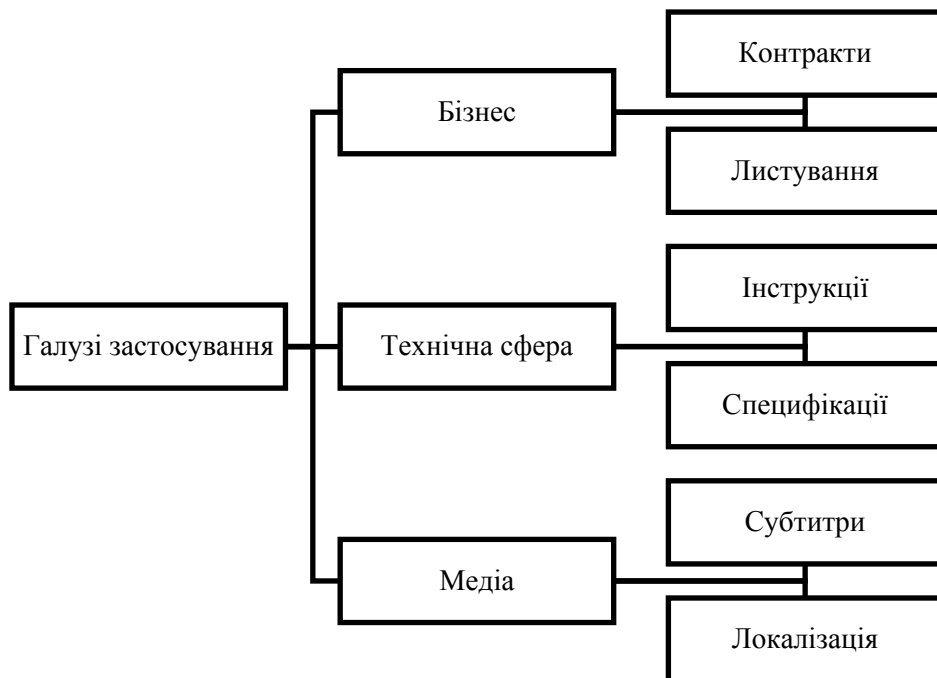 Галузі застосування
Бізнес
Контракти
Листування
Технічна сфера
Інструкції
Специфікації
Медіа
Субтитри
Локалізація